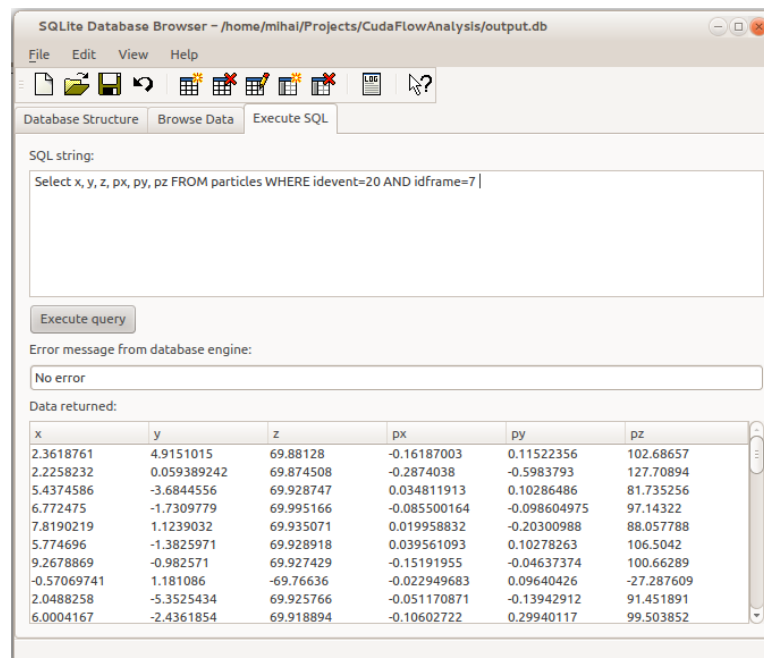 SQLite Database Browser – /home/mihai/Projects/CudaFlowAnalysis/output.db
File Edit View Help
LOG ?
Database Structure Browse Data Execute SQL
SQL string:
Select x, y, z, px, py, pz FROM particles WHERE idevent=20 AND idframe=7
Execute query
Error message from database engine:
No error
Data returned:
x y z px py pz
2.3618761 4.9151015 69.88128 -0.16187003 0.11522356 102.68657
2.2258232 0.059389242 69.874508 -0.2874038 -0.5983793 127.70894
5.4374586 -3.6844556 69.928747 0.034811913 0.10286486 81.735256
6.772475 -1.7309779 69.995166 -0.085500164 -0.098604975 97.14322
7.8190219 1.1239032 69.935071 0.019958832 -0.20300988 88.057788
5.774696 -1.3825971 69.928918 0.039561093 0.10278263 106.5042
9.2678869 -0.982571 69.927429 -0.15191955 -0.04637374 100.66289
-0.57069741 1.181086 -69.76636 -0.022949683 0.09640426 -27.287609
2.0488258 -5.3525434 69.925766 -0.051170871 -0.13942912 91.451891
6.0004167 -2.4361854 69.918894 -0.10602722 0.29940117 99.503852